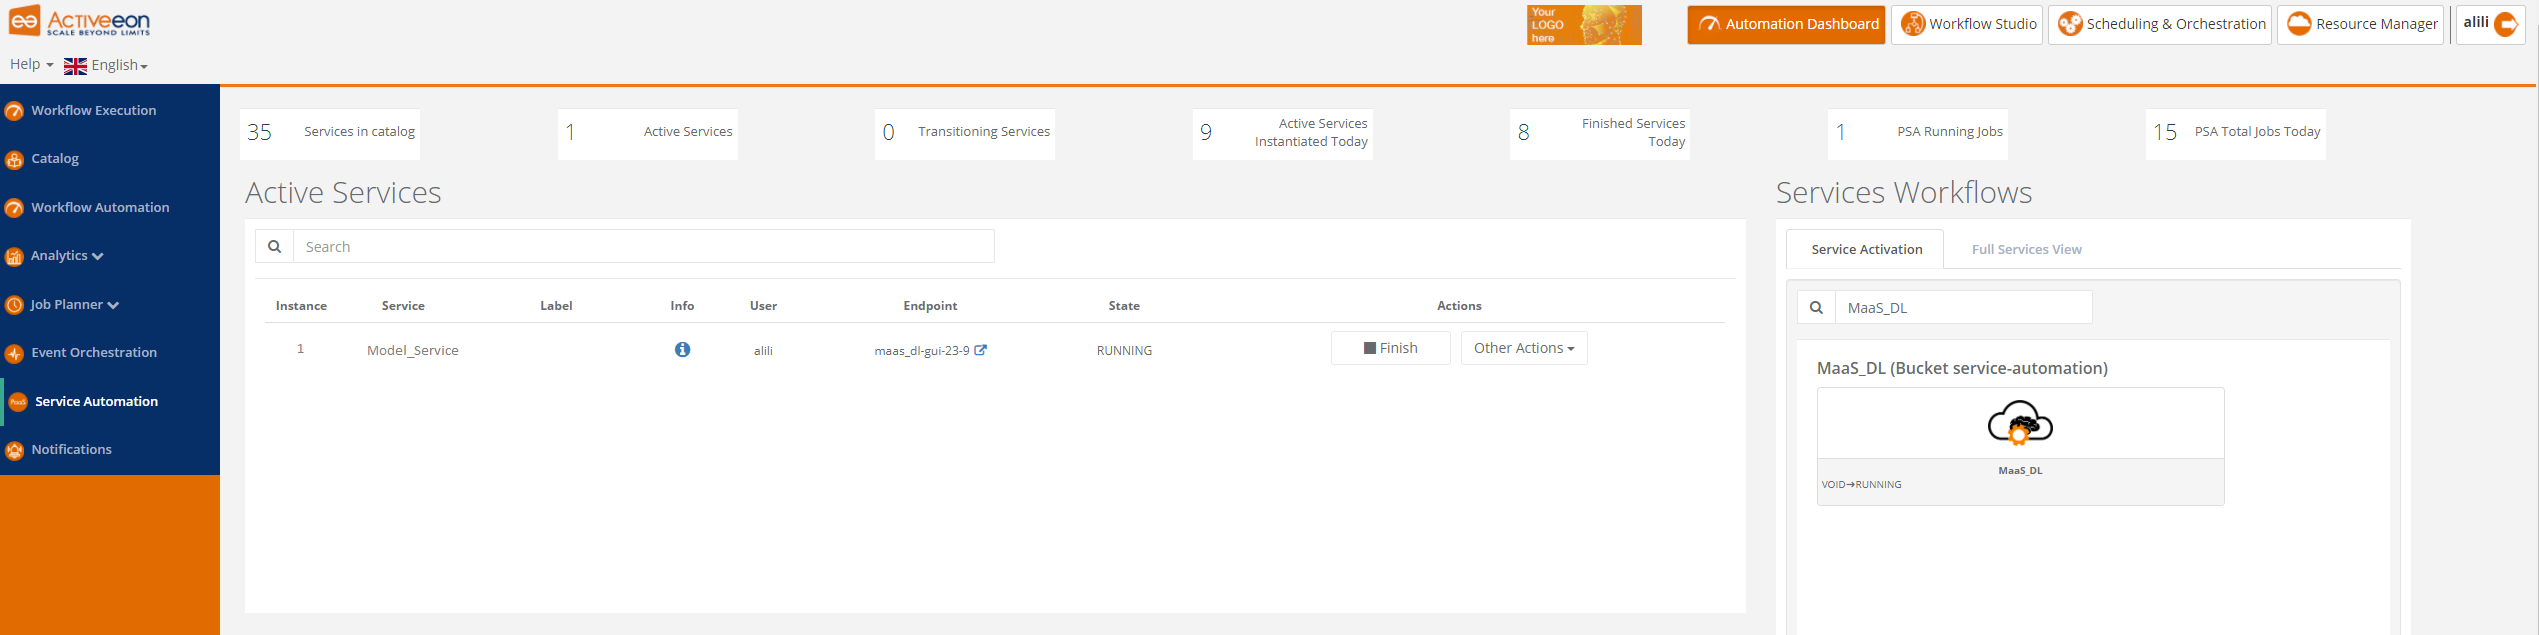 Activeeon
SCALE BEYOND LIMITS
Your
LOGO
here
Automation Dashboard
Workflow Studio
Scheduling & Orchestration
Resource Manager
alili
Help
English
Workflow Execution
Catalog
Workflow Automation
Analytics
Job Planner
Event Orchestration
PaaS
Service Automation
Notifications
35 Services in catalog
1 Active Services
0 Transitioning Services
9 Active Services
Instantiated Today
8 Finished Services
Today
1 PSA Running Jobs
15 PSA Total Jobs Today
Active Services
Search
Instance Service Label Info User Endpoint State Actions
1 Model_Service alili maas_dl-gui-23-9 RUNNING Finish Other Actions
Services Workflows
Service Activation
Full Services View
MaaS_DL
MaaS_DL (Bucket service-automation)
MaaS_DL
VOID➔RUNNING